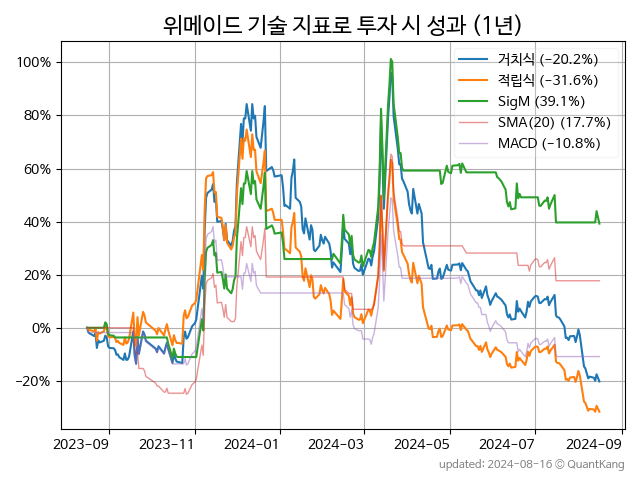 위메이드 기술 지표로 투자 시 성과 (1년)
100%
80%
60%
40%
20%
0%
−20%
거치식 (−20.2%)
적립식 (−31.6%)
SigM (39.1%)
SMA(20) (17.7%)
MACD (−10.8%)
2023-09
2023-11
2024-01
2024-03
2024-05
2024-07
2024-09
updated: 2024-08-16 © QuantKang